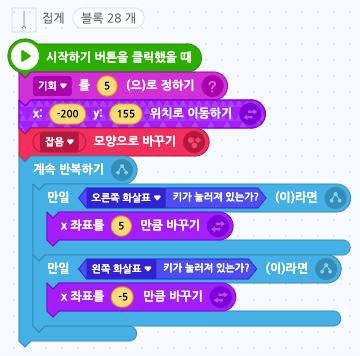 집게 블록 28 개
시작하기 버튼을 클릭했을 때
기회 를 5 (으)로 정하기 ?
x: -200 y: 155 위치로 이동하기
잡음 모양으로 바꾸기
계속 반복하기
만일 오른쪽 화살표 키가 눌러져 있는가? (이)라면
x 좌표를 5 만큼 바꾸기
만일 왼쪽 화살표 키가 눌러져 있는가? (이)라면
x 좌표를 -5 만큼 바꾸기